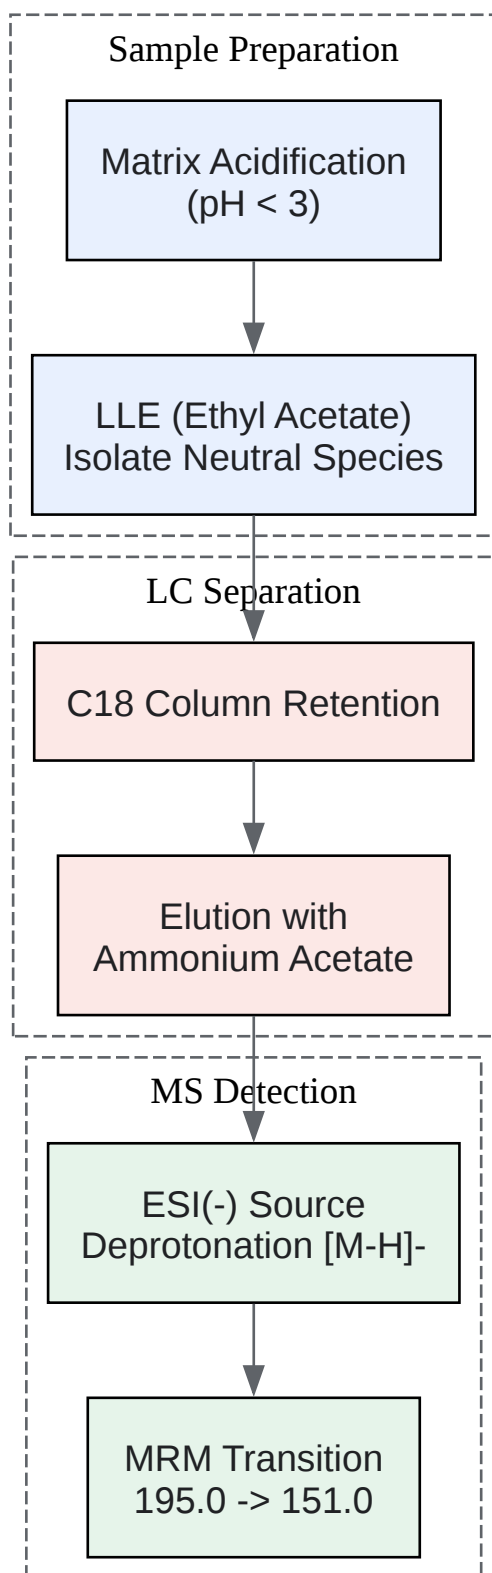 Sample Preparation
Matrix Acidification
(pH < 3)
LLE (Ethyl Acetate)
Isolate Neutral Species
LC Separation
C18 Column Retention
Elution with
Ammonium Acetate
MS Detection
ESI(-) Source
Deprotonation [M-H]-
MRM Transition
195.0 -> 151.0